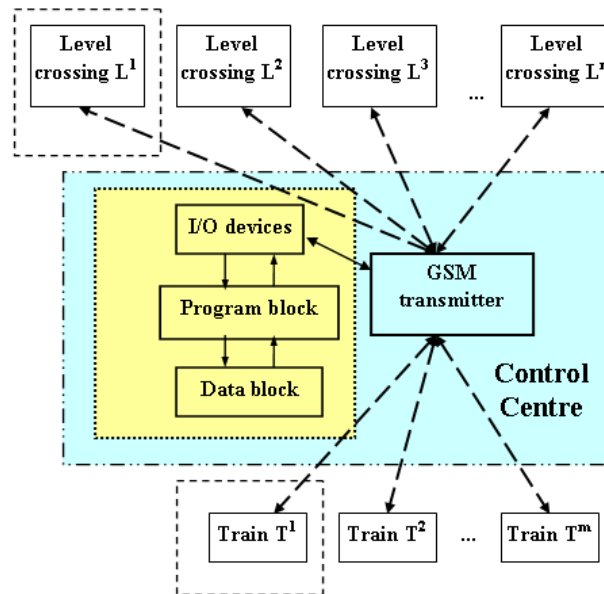 Level
crossing L¹
Level
crossing L²
Level
crossing L³
...
Level
crossing Lⁿ
I/O devices
GSM
transmitter
Program block
Data block
Control
Centre
Train T¹
Train T²
...
Train Tᵐ